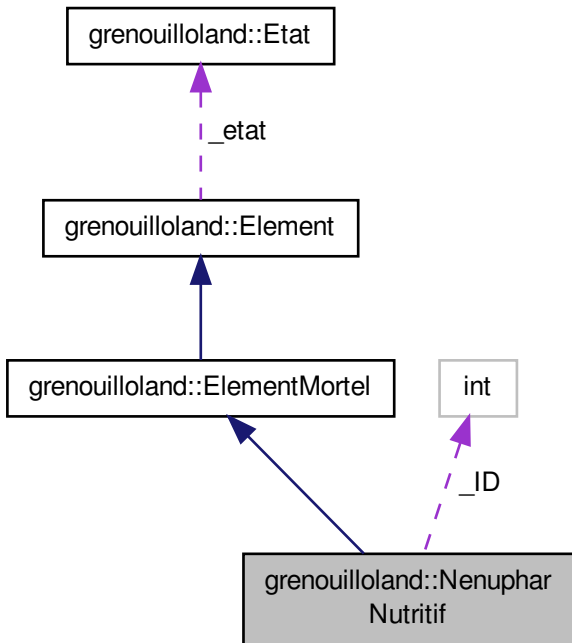 grenouilloland::Etat
_etat
grenouilloland::Element
grenouilloland::ElementMortel
int
_ID
grenouilloland::Nenuphar
Nutritif